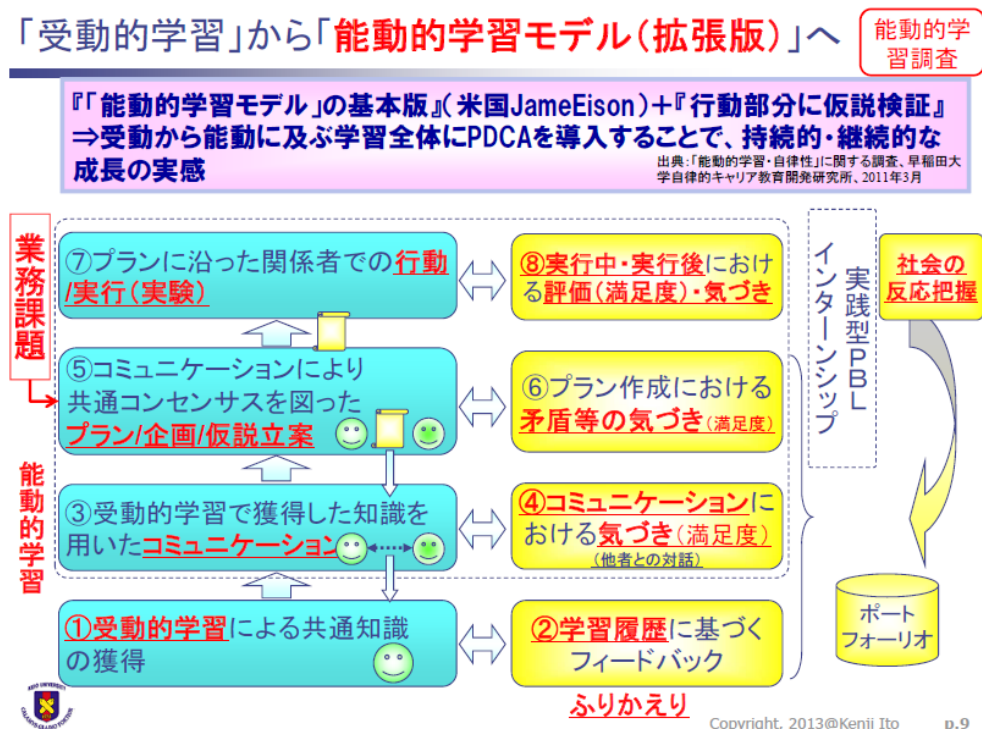 「受動的学習」から「能動的学習モデル(拡張版)」へ
能動的学
習調査
『「能動的学習モデル」の基本版』(米国JameEison)+『行動部分に仮説検証』
⇒受動から能動に及ぶ学習全体にPDCAを導入することで、持続的・継続的な
成長の実感
出典:「能動的学習・自律性」に関する調査、早稲田大
学自律的キャリア教育開発研究所、2011年3月
業務課題
⑦プランに沿った関係者での行動
/実行(実験)
⑧実行中・実行後におけ
る評価(満足度)・気づき
実践型PBL
インターンシップ
社会の
反応把握
⑤コミュニケーションにより
共通コンセンサスを図った
プラン/企画/仮説立案
⑥プラン作成における
矛盾等の気づき(満足度)
能動的学習
③受動的学習で獲得した知識を
用いたコミュニケーション
④コミュニケーションに
おける気づき(満足度)
(他者との対話)
①受動的学習による共通知識
の獲得
②学習履歴に基づく
フィードバック
ポート
フォーリオ
ふりかえり
Copyright, 2013@Kenji Ito
p.9